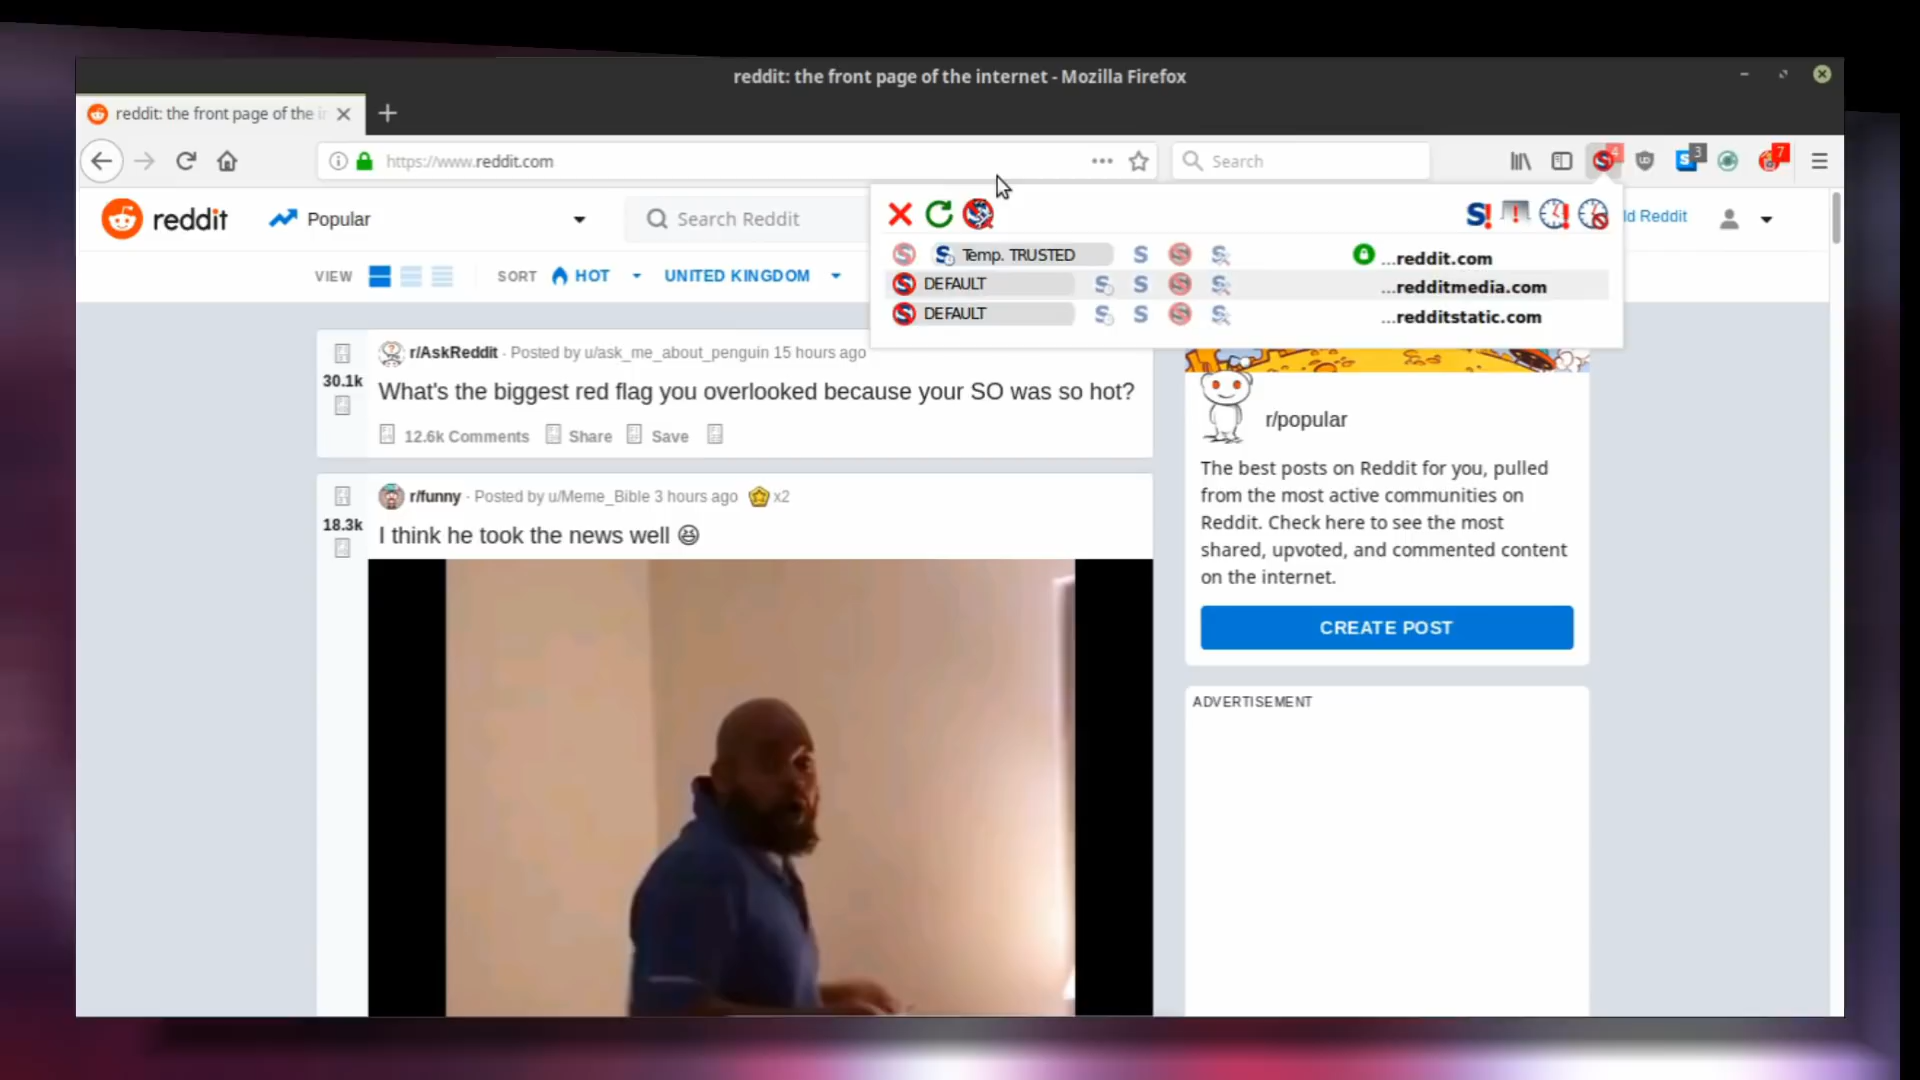 reddit: the front page of the internet - Mozilla Firefox
reddit: the front page of the i
https://www.reddit.com
Search
4
3
7
reddit
Popular
Search Reddit
ld Reddit
Temp. TRUSTED
...reddit.com
DEFAULT
...redditmedia.com
DEFAULT
...redditstatic.com
VIEW
SORT
HOT
UNITED KINGDOM
r/AskReddit · Posted by u/ask_me_about_penguin 15 hours ago
30.1k
What's the biggest red flag you overlooked because your SO was so hot?
12.6k Comments
Share
Save
r/funny · Posted by u/Meme_Bible 3 hours ago
x2
18.3k
I think he took the news well 😆
r/popular
The best posts on Reddit for you, pulled
from the most active communities on
Reddit. Check here to see the most
shared, upvoted, and commented content
on the internet.
CREATE POST
ADVERTISEMENT